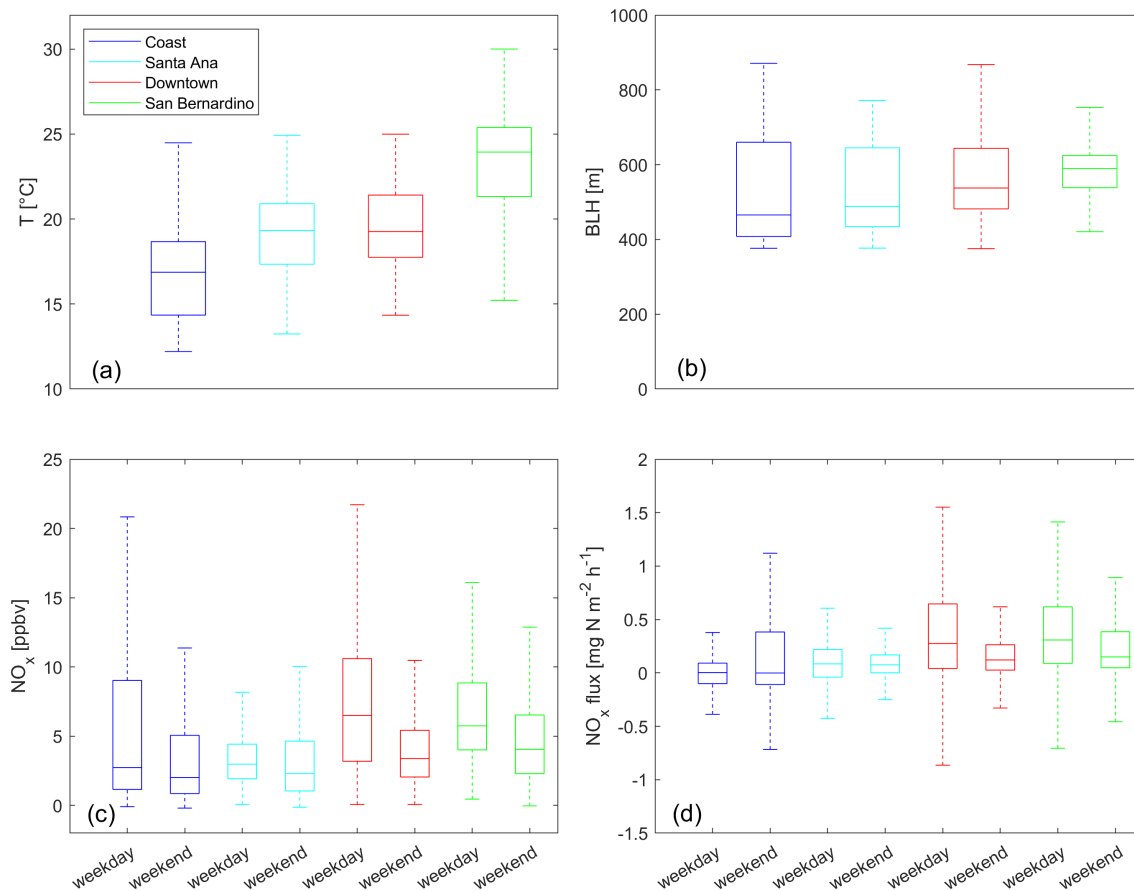 30
25
20
15
10
T [°C]
Coast
Santa Ana
Downtown
San Bernardino
(a)
1000
800
600
400
200
0
BLH [m]
(b)
25
20
15
10
5
0
NOx [ppbv]
(c)
weekday
weekend
weekday
weekend
weekday
weekend
weekday
weekend
2
1.5
1
0.5
0
-0.5
-1
-1.5
NOx flux [mg N m-2 h-1]
(d)
weekday
weekend
weekday
weekend
weekday
weekend
weekday
weekend